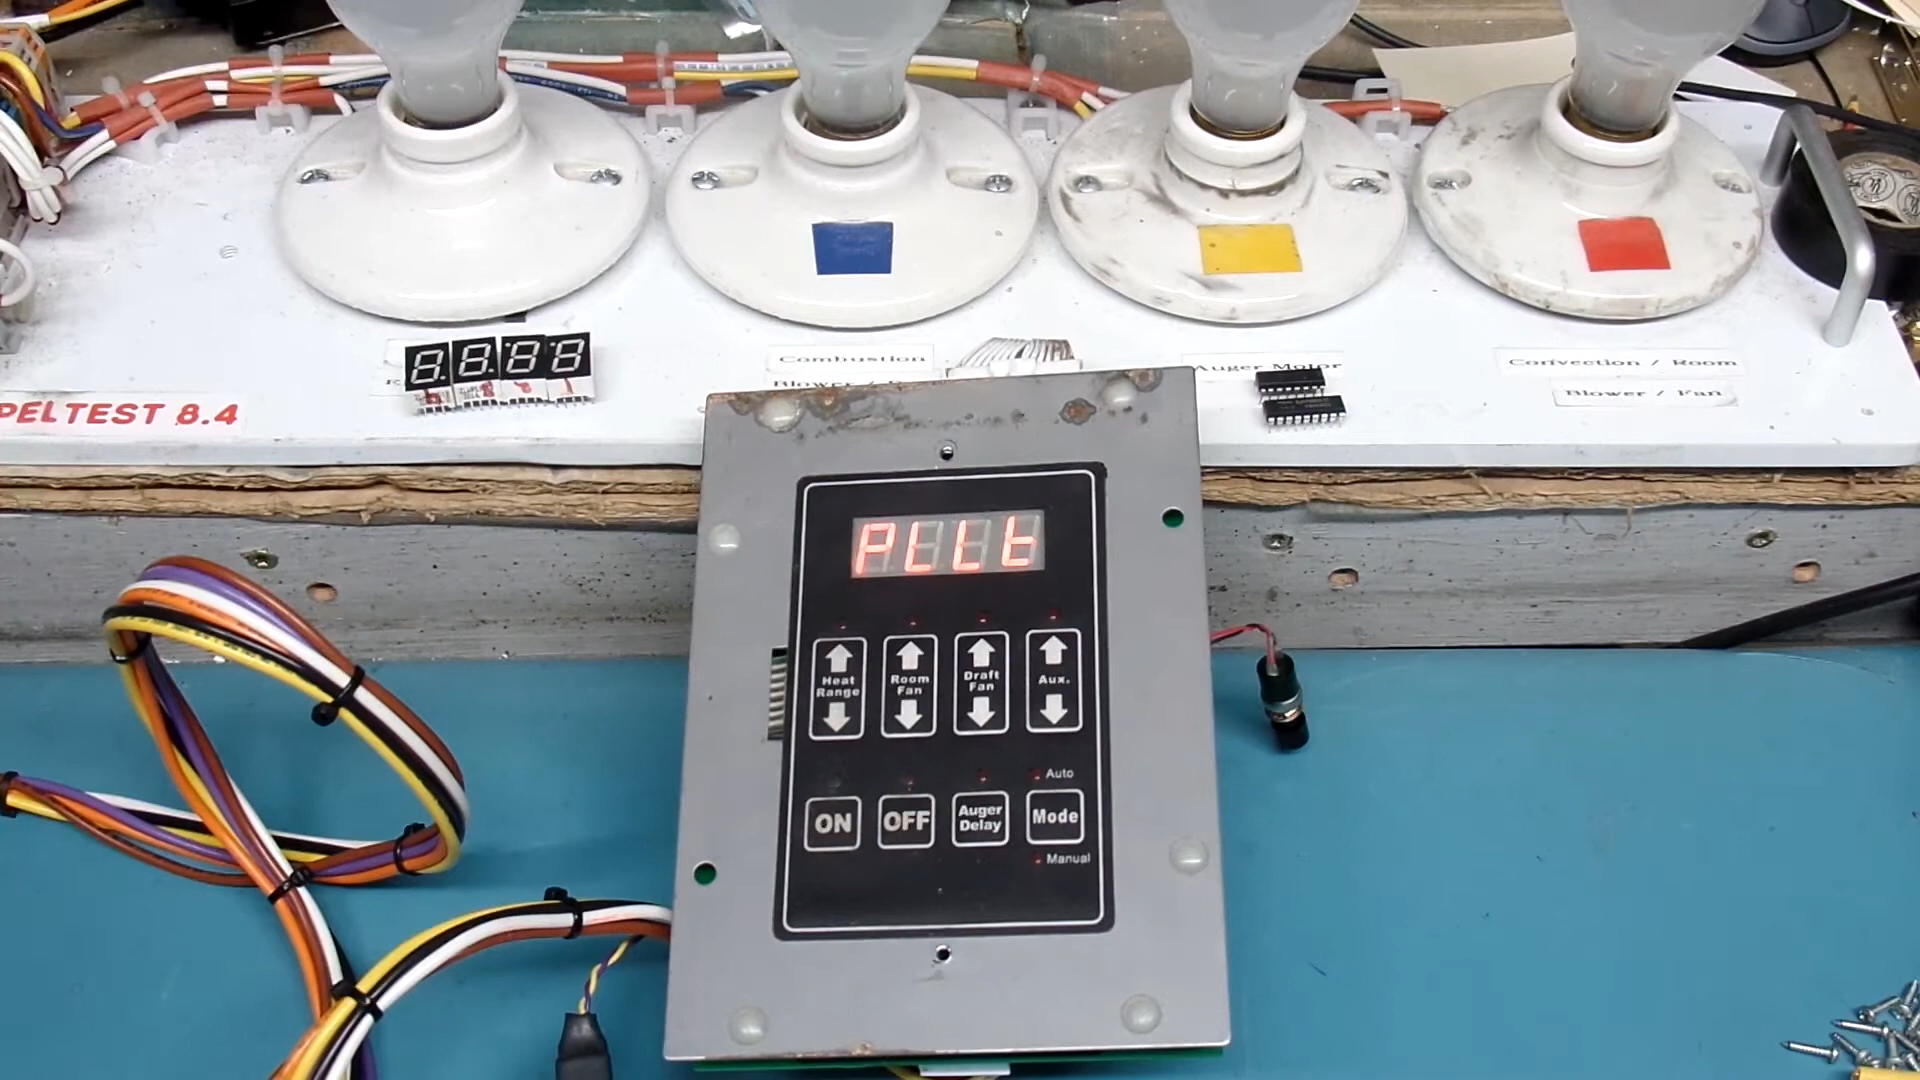 Combustion
Blower /
Auger Motor
Convection / Room
Blower / Fan
PELTEST 8.4
PLLt
Heat Range
Room Fan
Draft Fan
Aux.
Auto
ON
OFF
Auger Delay
Mode
Manual